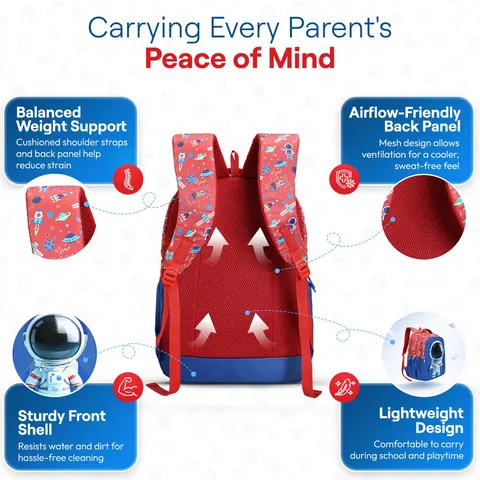 Carrying Every Parent's
Peace of Mind
Balanced
Weight Support
Cushioned shoulder straps
and back panel help
reduce strain
Airflow-Friendly
Back Panel
Mesh design allows
ventilation for a cooler,
sweat-free feel
Sturdy Front
Shell
Resists water and dirt for
hassle-free cleaning
Lightweight
Design
Comfortable to carry
during school and playtime